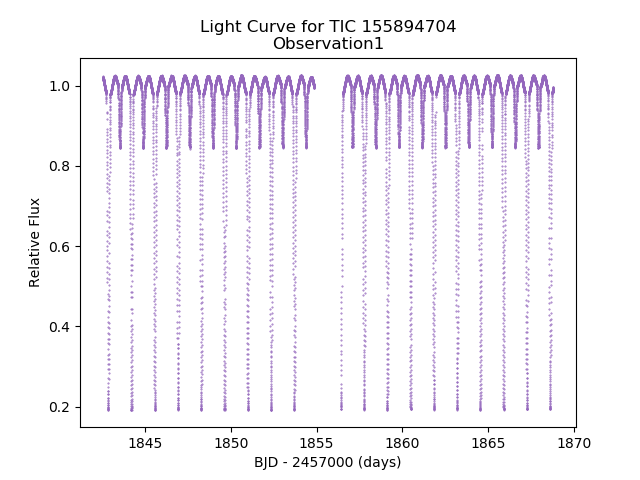 Light Curve for TIC 155894704
Observation1
1.0
0.8
0.6
0.4
0.2
Relative Flux
1845 1850 1855 1860 1865 1870
BJD - 2457000 (days)